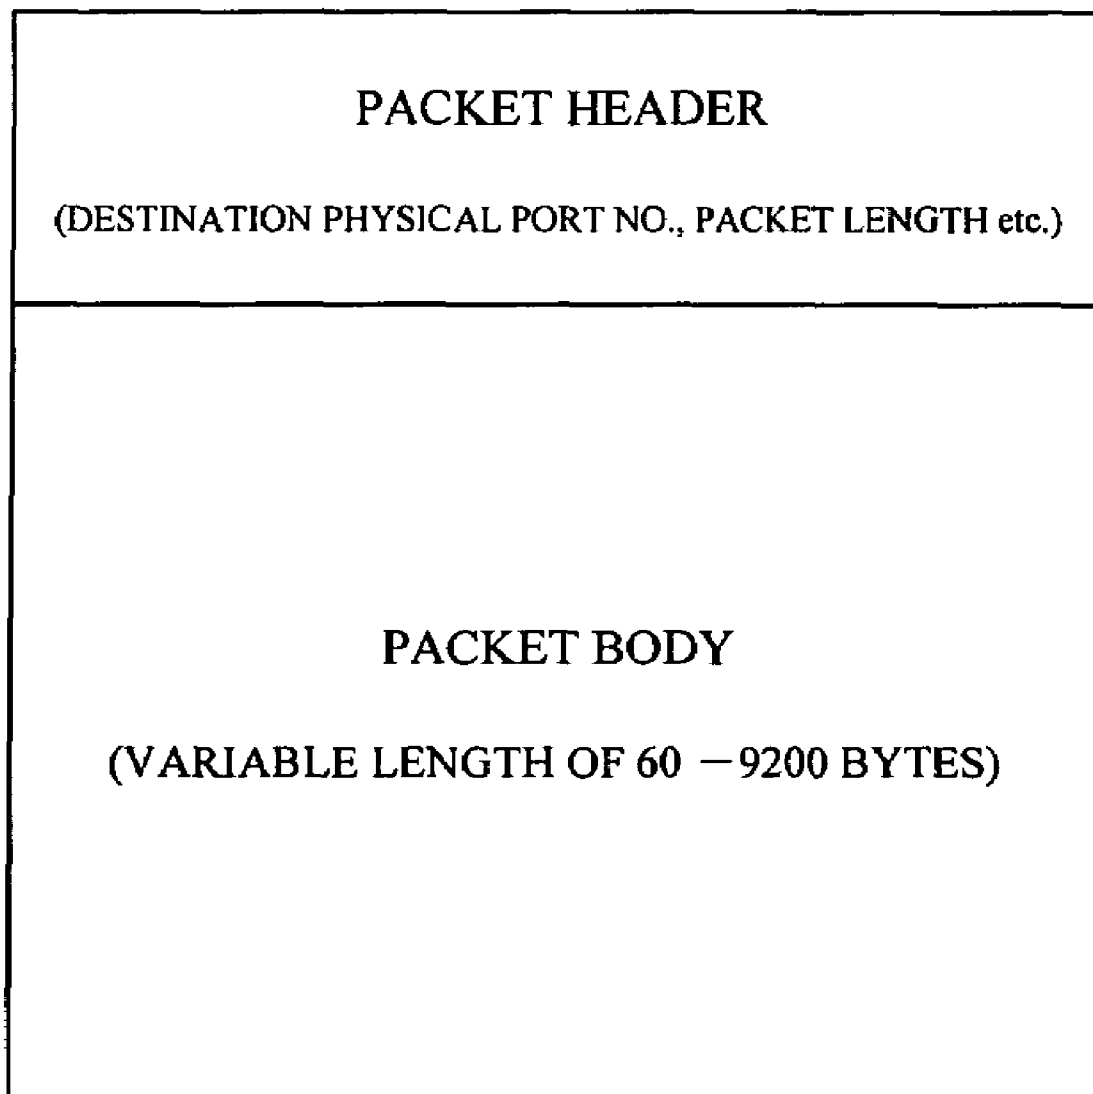 PACKET HEADER
(DESTINATION PHYSICAL PORT NO., PACKET LENGTH etc.)
PACKET BODY
(VARIABLE LENGTH OF 60 —9200 BYTES)